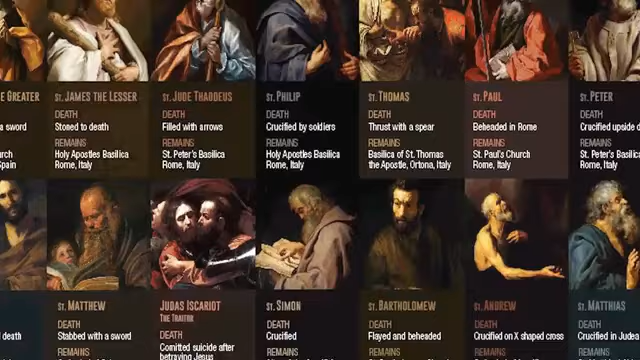 E GREATER
a sword
rch
Spain
ST. JAMES THE LESSER
DEATH
Stoned to death
REMAINS
Holy Apostles Basilica
Rome, Italy
ST. JUDE THADDEUS
DEATH
Filled with arrows
REMAINS
St. Peter's Basilica
Rome, Italy
ST. PHILIP
DEATH
Crucified by soldiers
REMAINS
Holy Apostles Basilica
Rome, Italy
ST. THOMAS
DEATH
Thrust with a spear
REMAINS
Basilica of St. Thomas
the Apostle, Ortona, Italy
ST. PAUL
DEATH
Beheaded in Rome
REMAINS
St. Paul's Church
Rome, Italy
ST. PETER
DEATH
Crucified upside d
REMAINS
St. Peter's Basilica
Rome, Italy
death
ST. MATTHEW
DEATH
Stabbed with a sword
REMAINS
JUDAS ISCARIOT
THE TRAITOR
DEATH
Comitted suicide after
betraying Jesus
ST. SIMON
DEATH
Crucified
REMAINS
ST. BARTHOLOMEW
DEATH
Flayed and beheaded
REMAINS
ST. ANDREW
DEATH
Crucified on X shaped cross
REMAINS
ST. MATTHIAS
DEATH
Crucified in Judea
REMAINS